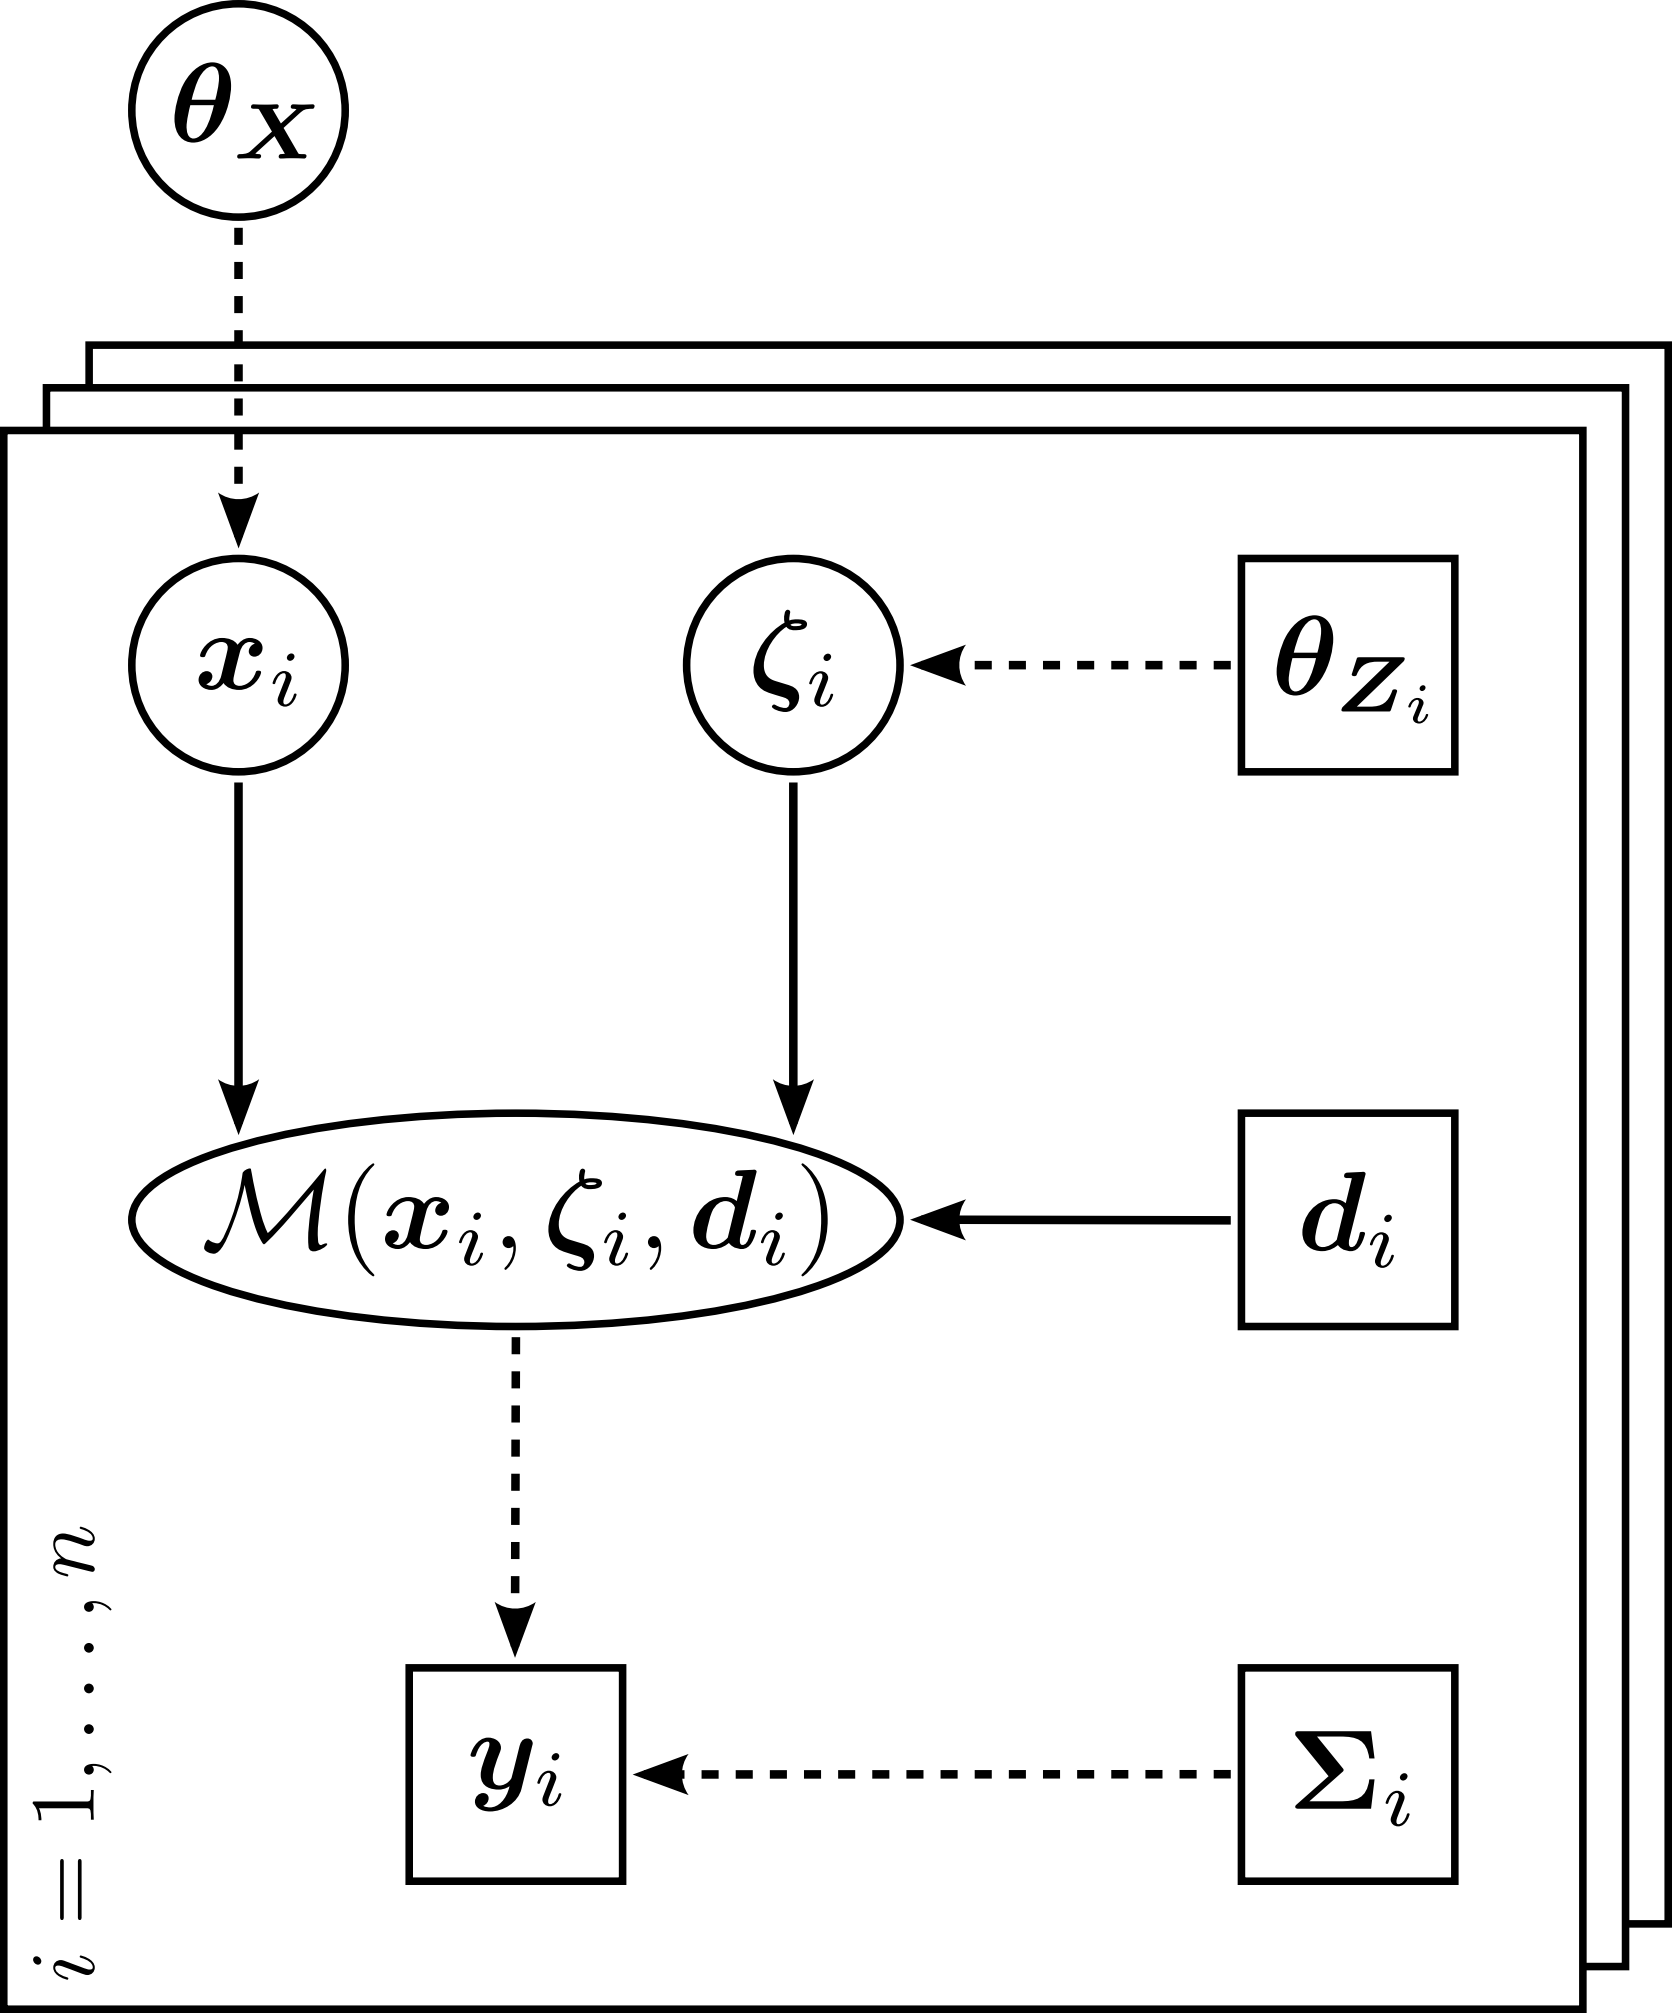 θ_X
x_i
ζ_i
θ_{Z_i}
ℳ(x_i, ζ_i, d_i)
d_i
y_i
Σ_i
i = 1, . . . , n